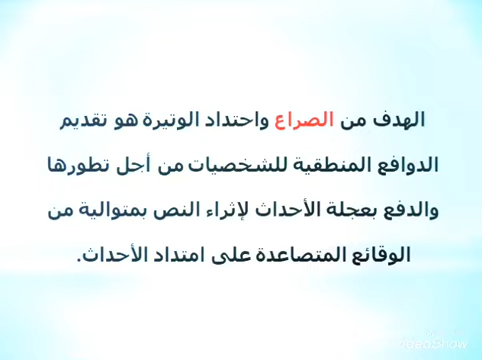 الهدف من الصراع واحتداد الوتيرة هو تقديم
الدوافع المنطقية للشخصيات من أجل تطورها
والدفع بعجلة الأحداث لإثراء النص بمتوالية من
الوقائع المتصاعدة على امتداد الأحداث.